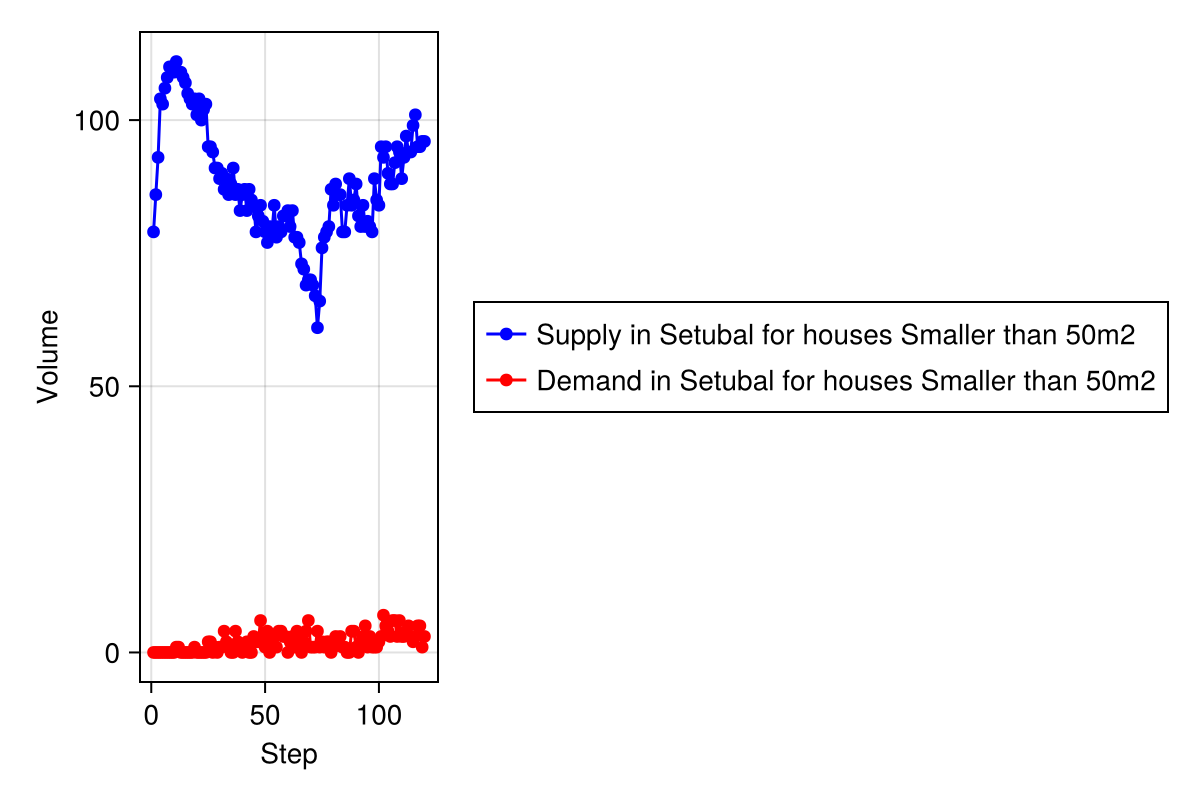 100
50
0
Volume
0 50 100
Step
Supply in Setubal for houses Smaller than 50m2
Demand in Setubal for houses Smaller than 50m2